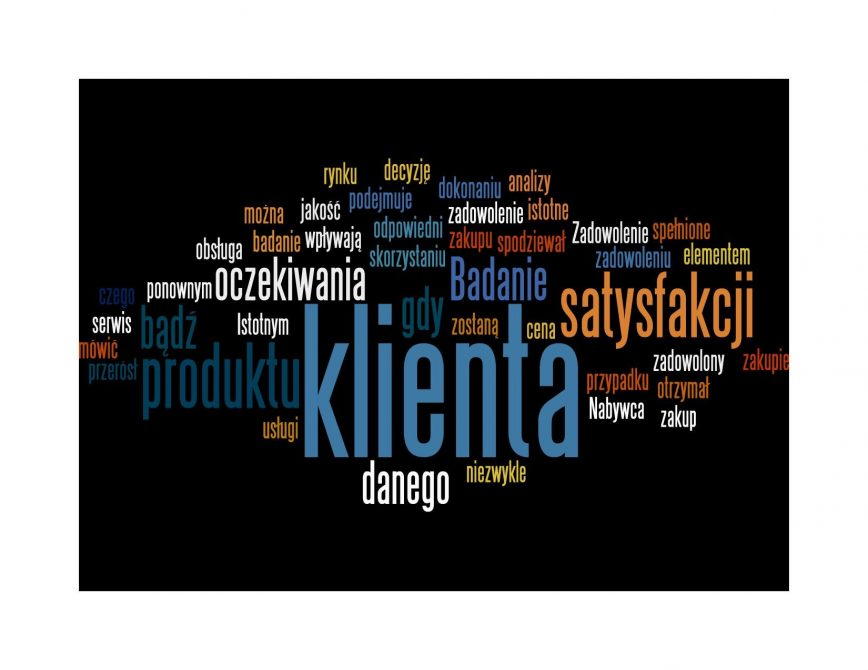 rynku
decyzję
podejmuje
dokonaniu
analizy
można
jakość
odpowiedni
zadowolenie
istotne
obsługa
badanie
wpływają
skorzystaniu
zakupu
spodziewał
Zadowolenie
spełnione
zadowoleniu
elementem
czego
ponownym
oczekiwania
Badanie
satysfakcji
serwis
bądź
Istotnym
gdy
zostaną
cena
mówić
przerósł
produktu
klienta
zadowolony
zakupie
przypadku
otrzymał
usługi
Nabywca
zakup
danego
niezwykle